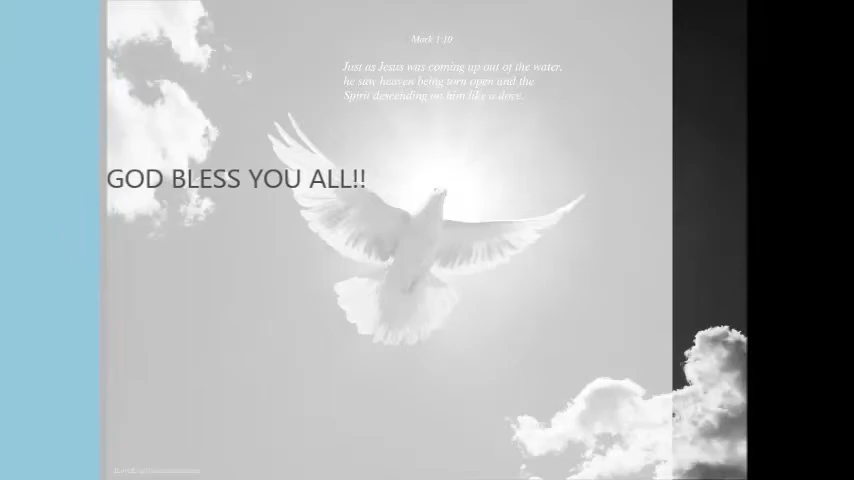 Mark 1:10
Just as Jesus was coming up out of the water,
he saw heaven being torn open and the
Spirit descending on him like a dove.
GOD BLESS YOU ALL!!